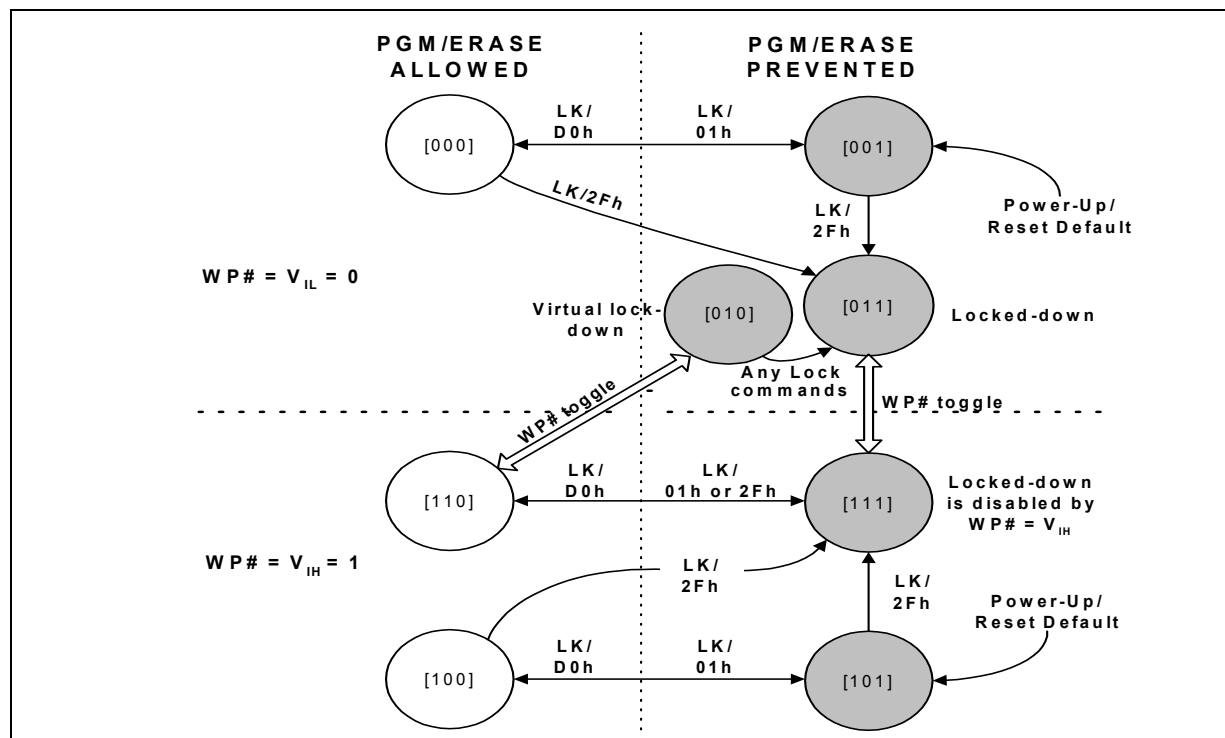 PGM/ERASE
ALLOWED
PGM/ERASE
PREVENTED
LK/
D0h
LK/
01h
[000]
[001]
LK/2Fh
LK/
2Fh
Power-Up/
Reset Default
WP# = VIL = 0
Virtual lock-
down
[010]
[011]
Locked-down
Any Lock
commands
WP# toggle
WP# toggle
LK/
D0h
LK/
01h or 2Fh
[110]
[111]
Locked-down
is disabled by
WP# = VIH
WP# = VIH = 1
LK/
2Fh
LK/
2Fh
Power-Up/
Reset Default
LK/
D0h
LK/
01h
[100]
[101]